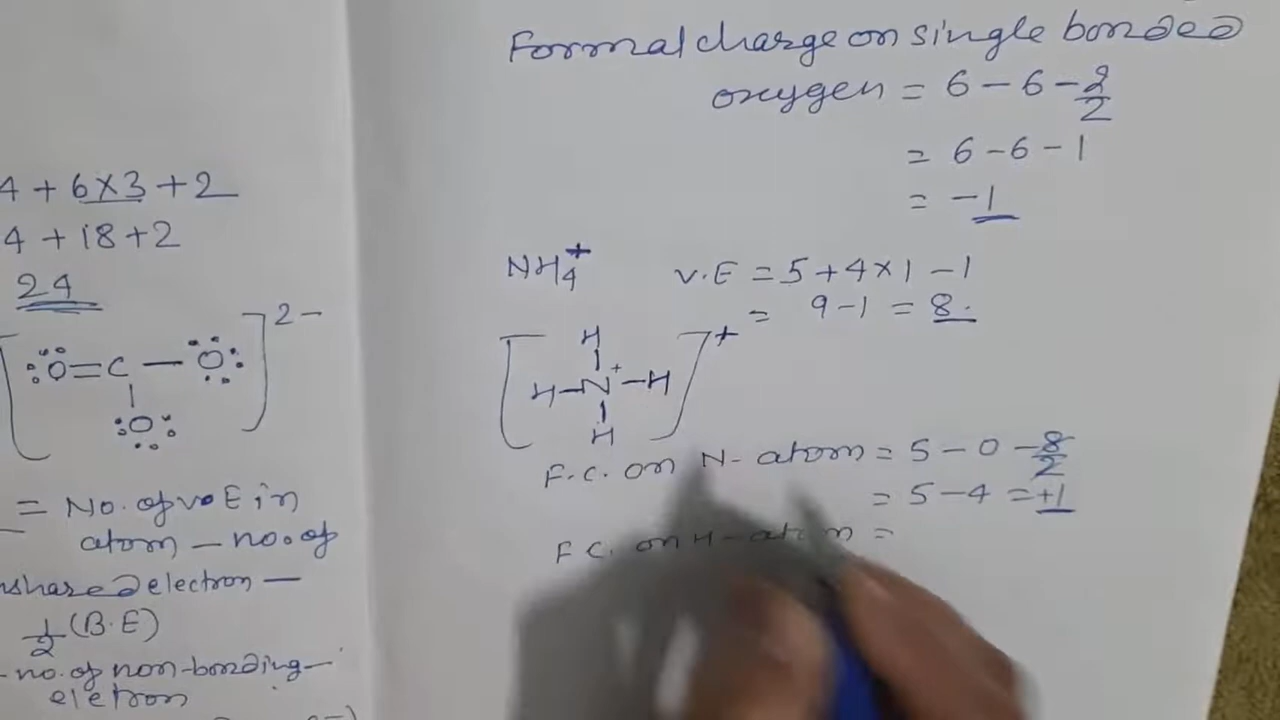 4 + 6×3 + 2
4 + 18 + 2
24
[:Ö=C—Ö:]2-
|
:Ö:
= No. of v.E in
atom — no. of
nshared electron —
1/2 (B.E)
- no. of non-bonding-
eletron
Formal charge on single bonded
oxygen = 6 - 6 - 2/2
= 6 - 6 - 1
= -1
NH4+ V.E = 5 + 4×1 - 1
= 9 - 1 = 8.
H
|
[H-N+-H]+
|
H
F.C. on N-atom = 5 - 0 - 8/2
= 5 - 4 = +1
F.C. on H-atom =